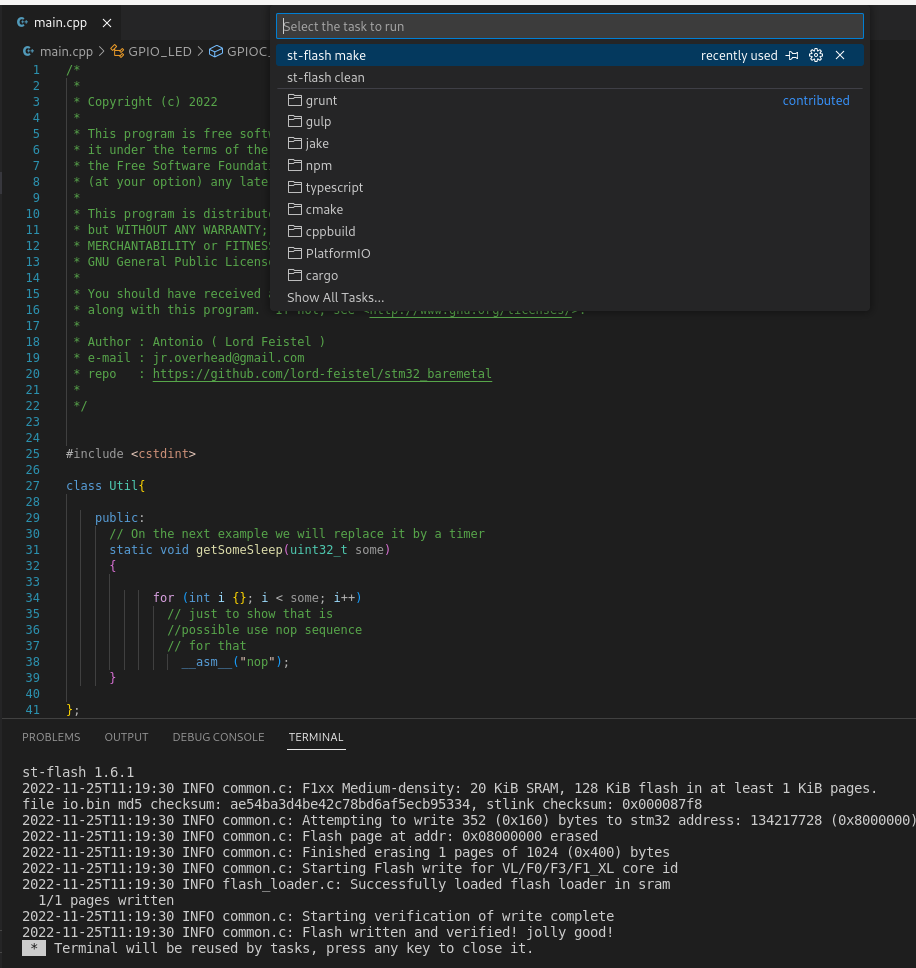 main.cpp
Select the task to run
main.cpp > GPIO_LED > GPIOC_
st-flash make recently used
st-flash clean
grunt contributed
gulp
jake
npm
typescript
cmake
cppbuild
PlatformIO
cargo
Show All Tasks...
1 /*
2 *
3 * Copyright (c) 2022
4 *
5 * This program is free softw
6 * it under the terms of the
7 * the Free Software Foundati
8 * (at your option) any late
9 *
10 * This program is distribute
11 * but WITHOUT ANY WARRANTY;
12 * MERCHANTABILITY or FITNESS
13 * GNU General Public License
14 *
15 * You should have received a
16 * along with this program. If not, see <http://www.gnu.org/licenses/>.
17 *
18 * Author : Antonio ( Lord Feistel )
19 * e-mail : jr.overhead@gmail.com
20 * repo   : https://github.com/lord-feistel/stm32_baremetal
21 *
22 */
23
24
25 #include <cstdint>
26
27 class Util{
28
29 public:
30 // On the next example we will replace it by a timer
31 static void getSomeSleep(uint32_t some)
32 {
33
34 for (int i {}; i < some; i++)
35 // just to show that is
36 //possible use nop sequence
37 // for that
38 __asm__("nop");
39 }
40
41 };
PROBLEMS OUTPUT DEBUG CONSOLE TERMINAL
st-flash 1.6.1
2022-11-25T11:19:30 INFO common.c: F1xx Medium-density: 20 KiB SRAM, 128 KiB flash in at least 1 KiB pages.
file io.bin md5 checksum: ae54ba3d4be42c78bd6af5ecb95334, stlink checksum: 0x000087f8
2022-11-25T11:19:30 INFO common.c: Attempting to write 352 (0x160) bytes to stm32 address: 134217728 (0x8000000)
2022-11-25T11:19:30 INFO common.c: Flash page at addr: 0x08000000 erased
2022-11-25T11:19:30 INFO common.c: Finished erasing 1 pages of 1024 (0x400) bytes
2022-11-25T11:19:30 INFO common.c: Starting Flash write for VL/F0/F3/F1_XL core id
2022-11-25T11:19:30 INFO flash_loader.c: Successfully loaded flash loader in sram
1/1 pages written
2022-11-25T11:19:30 INFO common.c: Starting verification of write complete
2022-11-25T11:19:30 INFO common.c: Flash written and verified! jolly good!
* Terminal will be reused by tasks, press any key to close it.